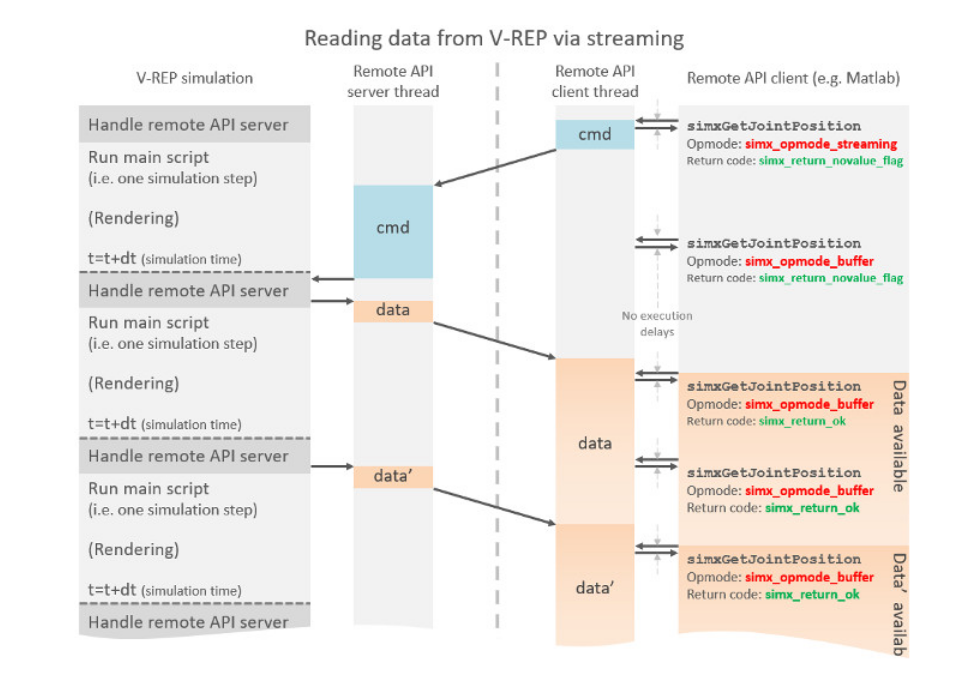 Reading data from V-REP via streaming
V-REP simulation
Remote API
server thread
Remote API
client thread
Remote API client (e.g. Matlab)
Handle remote API server
Run main script
(i.e. one simulation step)
(Rendering)
t=t+dt (simulation time)
Handle remote API server
Run main script
(i.e. one simulation step)
(Rendering)
t=t+dt (simulation time)
Handle remote API server
Run main script
(i.e. one simulation step)
(Rendering)
t=t+dt (simulation time)
Handle remote API server
cmd
data
data’
cmd
data
data’
No execution
delays
simxGetJointPosition
Opmode: simx_opmode_streaming
Return code: simx_return_novalue_flag
simxGetJointPosition
Opmode: simx_opmode_buffer
Return code: simx_return_novalue_flag
simxGetJointPosition
Opmode: simx_opmode_buffer
Return code: simx_return_ok
simxGetJointPosition
Opmode: simx_opmode_buffer
Return code: simx_return_ok
simxGetJointPosition
Opmode: simx_opmode_buffer
Return code: simx_return_ok
Data available
Data’ availab